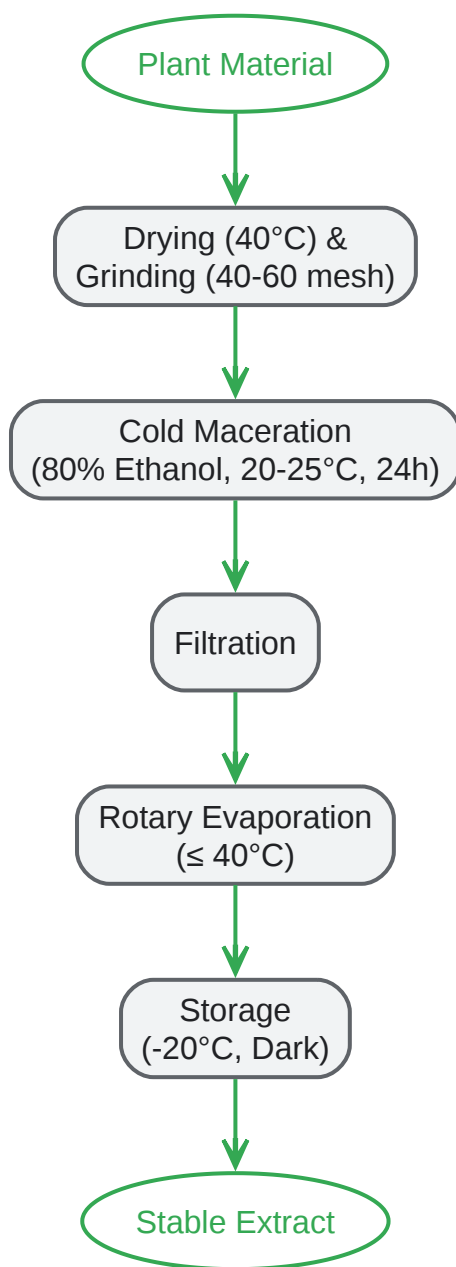 Plant Material
Drying (40°C) &
Grinding (40-60 mesh)
Cold Maceration
(80% Ethanol, 20-25°C, 24h)
Filtration
Rotary Evaporation
(≤ 40°C)
Storage
(-20°C, Dark)
Stable Extract